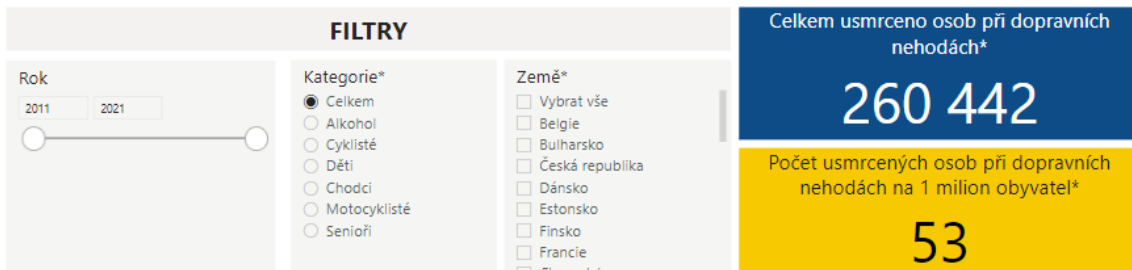 FILTRY
Rok
2011
2021
Kategorie*
Celkem
Alkohol
Cyklisté
Děti
Chodci
Motocyklisté
Senioři
Země*
Vybrat vše
Belgie
Bulharsko
Česká republika
Dánsko
Estonsko
Finsko
Francie
Celkem usmrceno osob při dopravních
nehodách*
260 442
Počet usmrcených osob při dopravních
nehodách na 1 milion obyvatel*
53